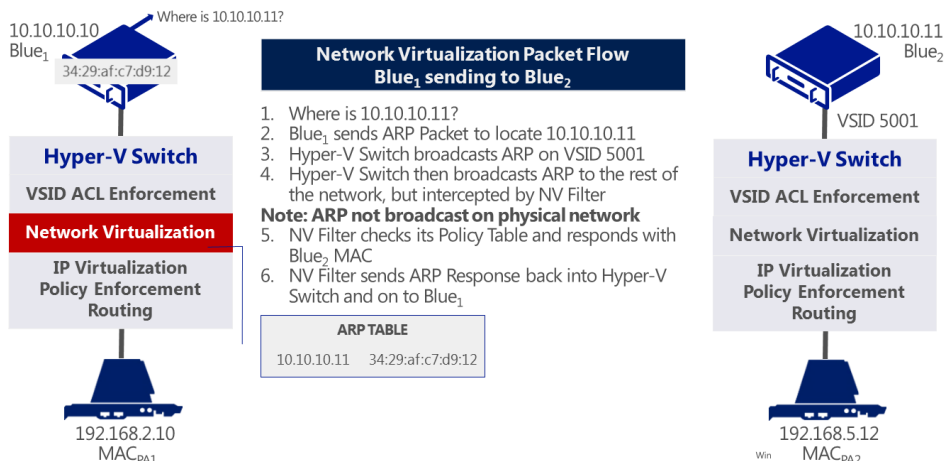 Where is 10.10.10.11?
10.10.10.10
Blue₁
34:29:af:c7:d9:12
Hyper-V Switch
VSID ACL Enforcement
Network Virtualization
IP Virtualization
Policy Enforcement
Routing
192.168.2.10
MAC_PA1
Network Virtualization Packet Flow
Blue₁ sending to Blue₂
1. Where is 10.10.10.11?
2. Blue₁ sends ARP Packet to locate 10.10.10.11
3. Hyper-V Switch broadcasts ARP on VSID 5001
4. Hyper-V Switch then broadcasts ARP to the rest of
the network, but intercepted by NV Filter
Note: ARP not broadcast on physical network
5. NV Filter checks its Policy Table and responds with
Blue₂ MAC
6. NV Filter sends ARP Response back into Hyper-V
Switch and on to Blue₁
ARP TABLE
10.10.10.11 34:29:af:c7:d9:12
10.10.10.11
Blue₂
VSID 5001
Hyper-V Switch
VSID ACL Enforcement
Network Virtualization
IP Virtualization
Policy Enforcement
Routing
192.168.5.12
Win
MAC_PA2